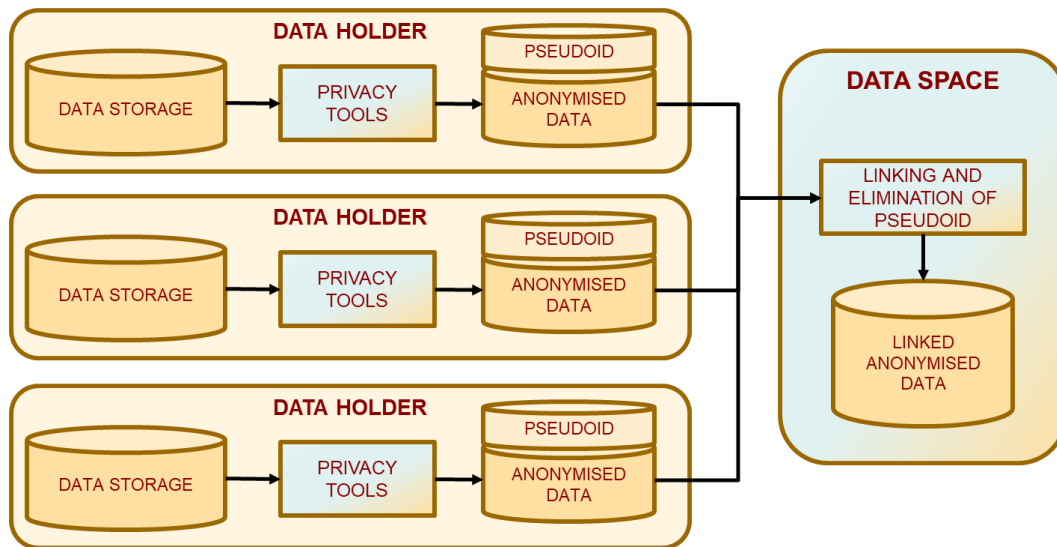 DATA HOLDER
DATA STORAGE
PRIVACY
TOOLS
PSEUDOID
ANONYMISED
DATA
DATA HOLDER
DATA STORAGE
PRIVACY
TOOLS
PSEUDOID
ANONYMISED
DATA
DATA HOLDER
DATA STORAGE
PRIVACY
TOOLS
PSEUDOID
ANONYMISED
DATA
DATA SPACE
LINKING AND
ELIMINATION OF
PSEUDOID
LINKED
ANONYMISED
DATA